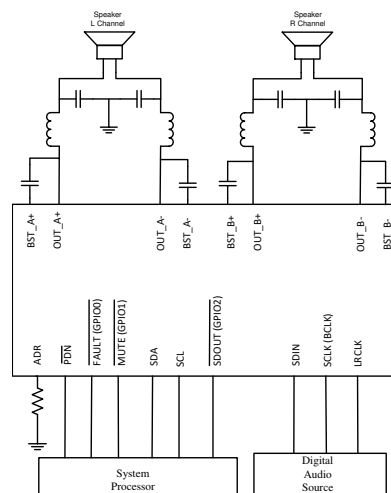 Speaker
L Channel
Speaker
R Channel
BST_A+
OUT_A+
OUT_A-
BST_A-
BST_B+
OUT_B+
OUT_B-
BST_B-
ADR
PDN
FAULT (GPIO0)
MUTE (GPIO1)
SDA
SCL
SDOUT (GPIO2)
SDIN
SCLK (BCLK)
LRCLK
System
Processor
Digital
Audio
Source